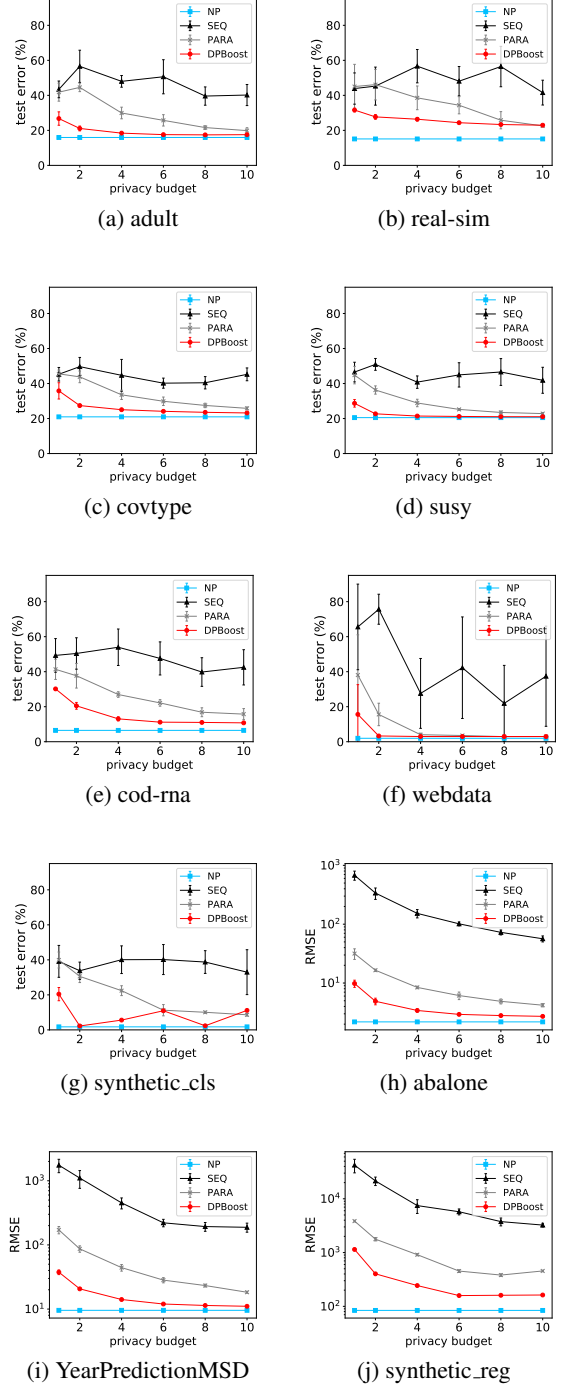 80
60
40
20
0
test error (%)
2 4 6 8 10
privacy budget
NP
SEQ
PARA
DPBoost
(a) adult
80
60
40
20
0
test error (%)
2 4 6 8 10
privacy budget
NP
SEQ
PARA
DPBoost
(b) real-sim
80
60
40
20
0
test error (%)
2 4 6 8 10
privacy budget
NP
SEQ
PARA
DPBoost
(c) covtype
80
60
40
20
0
test error (%)
2 4 6 8 10
privacy budget
NP
SEQ
PARA
DPBoost
(d) susy
80
60
40
20
0
test error (%)
2 4 6 8 10
privacy budget
NP
SEQ
PARA
DPBoost
(e) cod-rna
80
60
40
20
0
test error (%)
2 4 6 8 10
privacy budget
NP
SEQ
PARA
DPBoost
(f) webdata
80
60
40
20
0
test error (%)
2 4 6 8 10
privacy budget
NP
SEQ
PARA
DPBoost
(g) synthetic_cls
10³
10²
10¹
RMSE
2 4 6 8 10
privacy budget
NP
SEQ
PARA
DPBoost
(h) abalone
10³
10²
10¹
RMSE
2 4 6 8 10
privacy budget
NP
SEQ
PARA
DPBoost
(i) YearPredictionMSD
10⁴
10³
10²
RMSE
2 4 6 8 10
privacy budget
NP
SEQ
PARA
DPBoost
(j) synthetic_reg